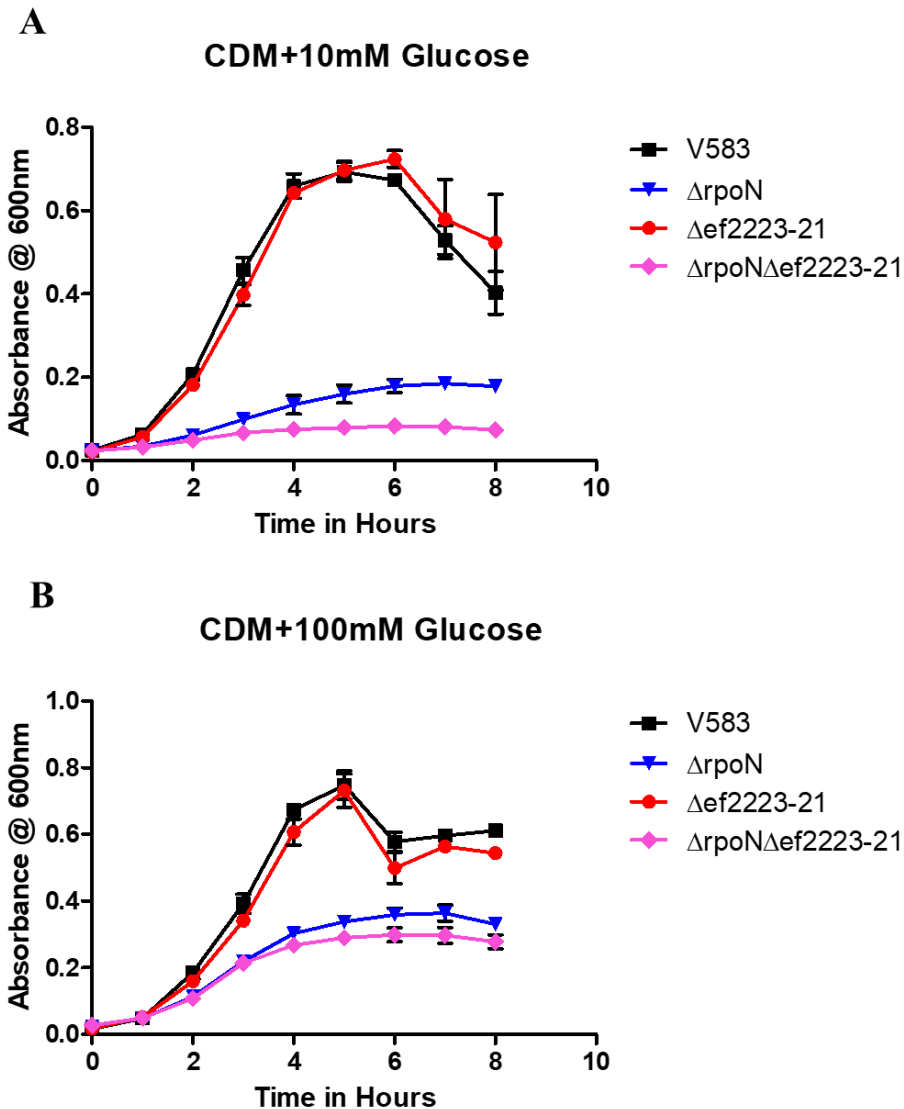 A
CDM+10mM Glucose
Absorbance @ 600nm
0.8
0.6
0.4
0.2
0.0
0 2 4 6 8 10
Time in Hours
V583
ΔrpoN
Δef2223-21
ΔrpoNΔef2223-21
B
CDM+100mM Glucose
Absorbance @ 600nm
1.0
0.8
0.6
0.4
0.2
0.0
0 2 4 6 8 10
Time in Hours
V583
ΔrpoN
Δef2223-21
ΔrpoNΔef2223-21